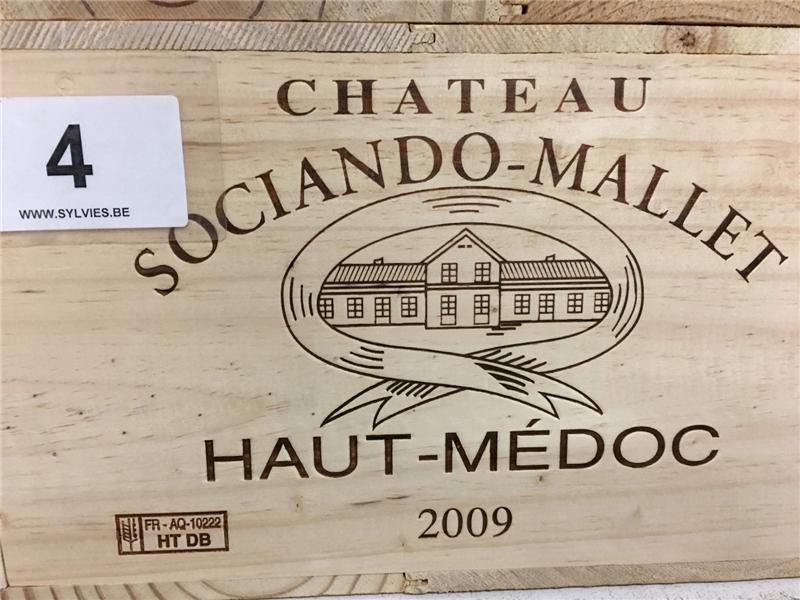 4
WWW.SYLVIES.BE
CHATEAU
SOCIANDO-MALLET
HAUT-MÉDOC
2009
FR - AQ-10222
HT DB